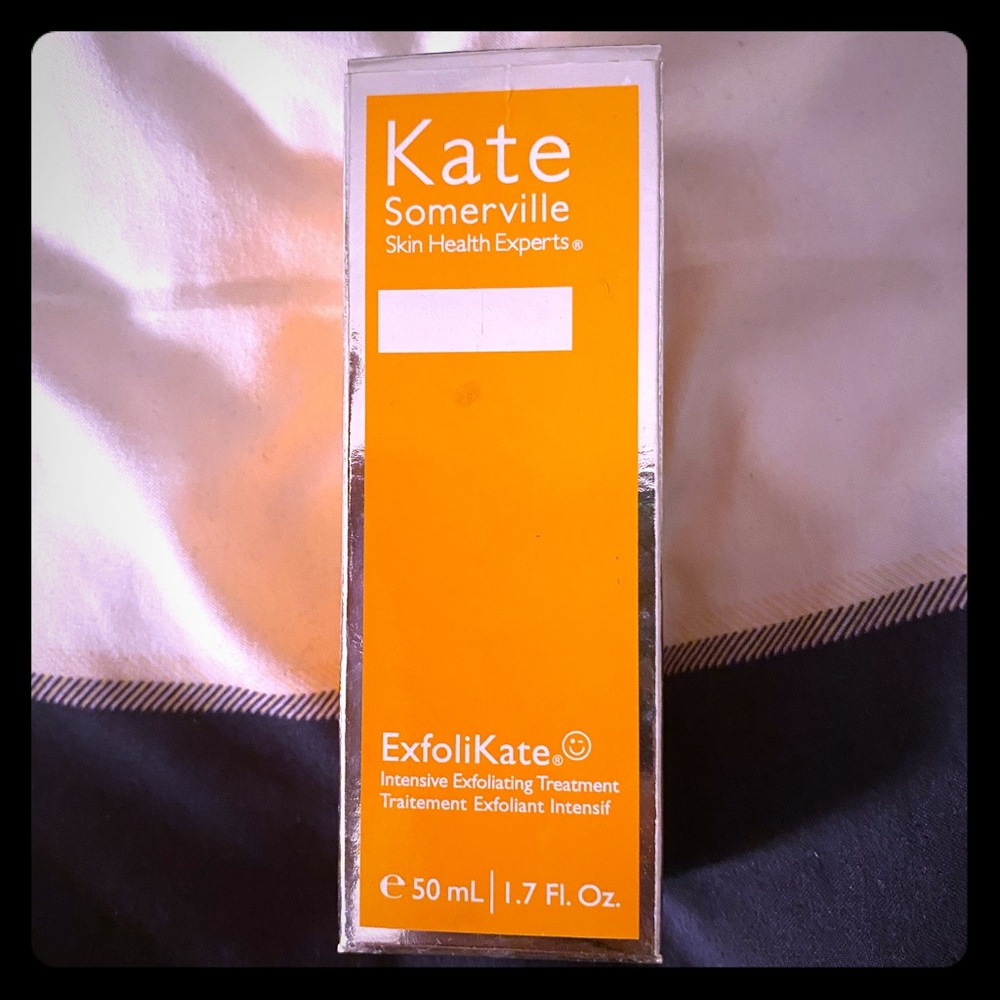 Kate
Somerville
Skin Health Experts®
ExfoliKate®
Intensive Exfoliating Treatment
Traitement Exfoliant Intensif
℮ 50 mL | 1.7 Fl. Oz.